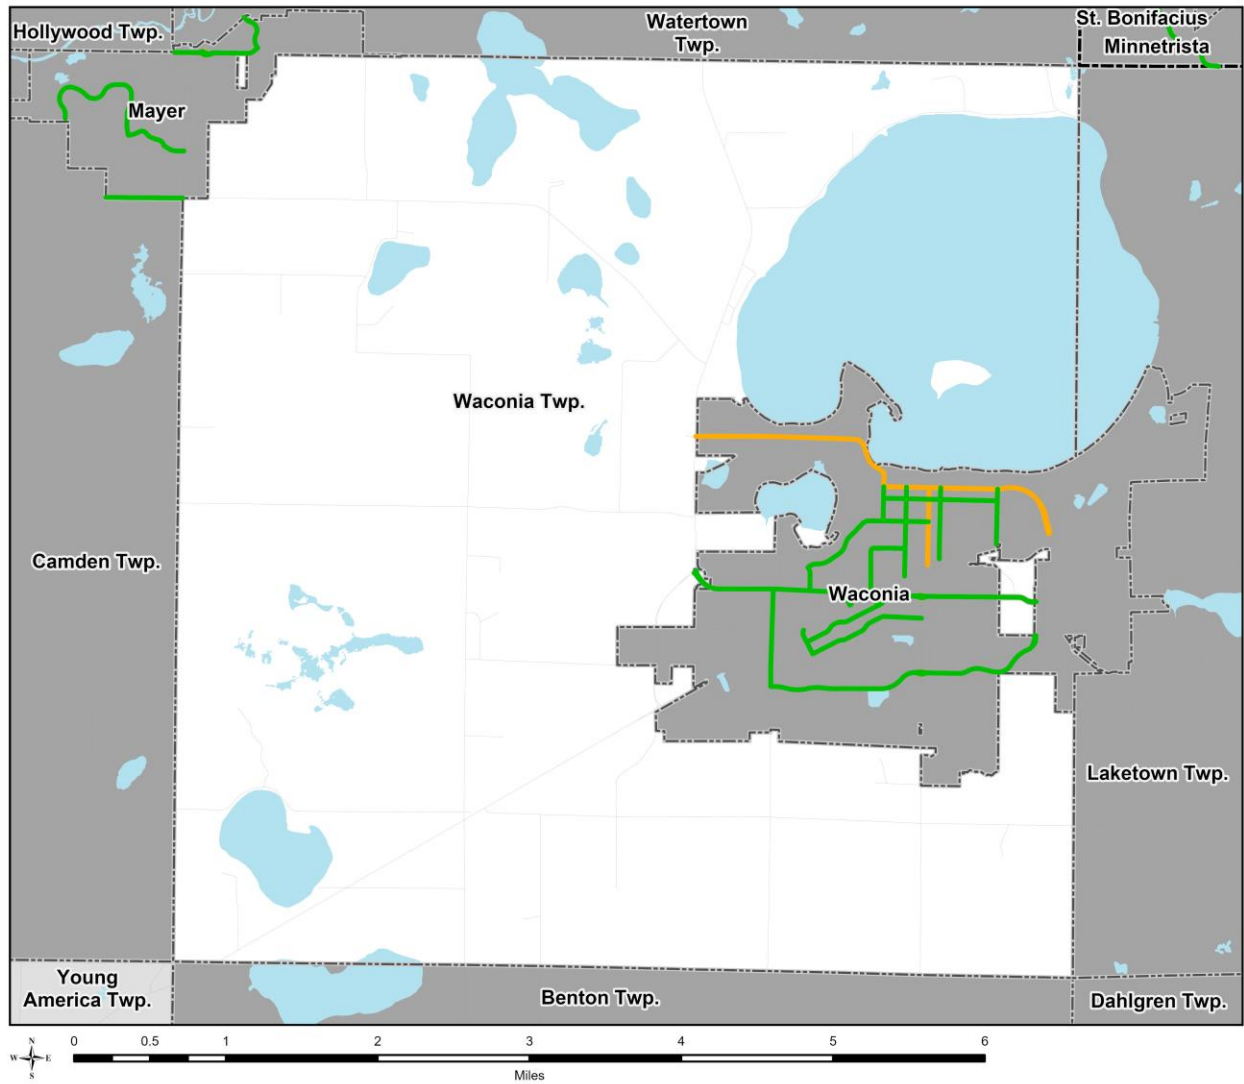 Hollywood Twp.
Watertown
Twp.
St. Bonifacius
Minnetrista
Mayer
Waconia Twp.
Camden Twp.
Waconia
Laketown Twp.
Young
America Twp.
Benton Twp.
Dahlgren Twp.
N
W E
S
0 0.5 1 2 3 4 5 6
Miles